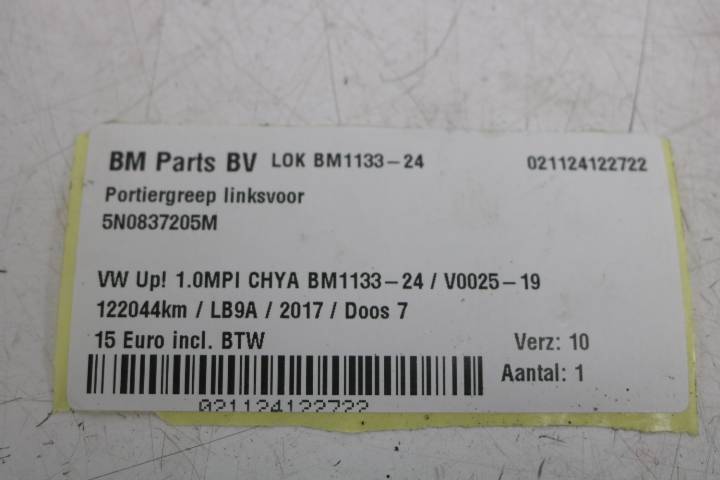 BM Parts BV LOK BM1133-24 021124122722
Portiergreep linksvoor
5N0837205M
VW Up! 1.0MPI CHYA BM1133-24 / V0025-19
122044km / LB9A / 2017 / Doos 7
15 Euro incl. BTW Verz: 10
Aantal: 1
021124122722